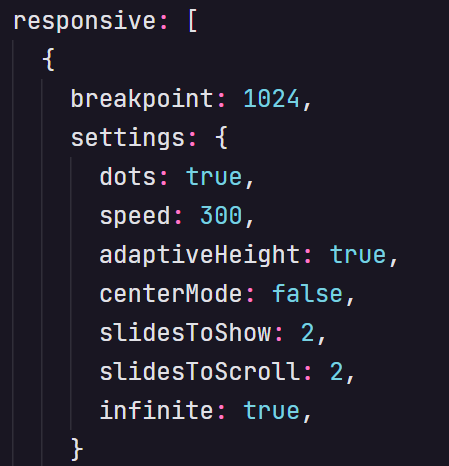 responsive: [
{
breakpoint: 1024,
settings: {
dots: true,
speed: 300,
adaptiveHeight: true,
centerMode: false,
slidesToShow: 2,
slidesToScroll: 2,
infinite: true,
}